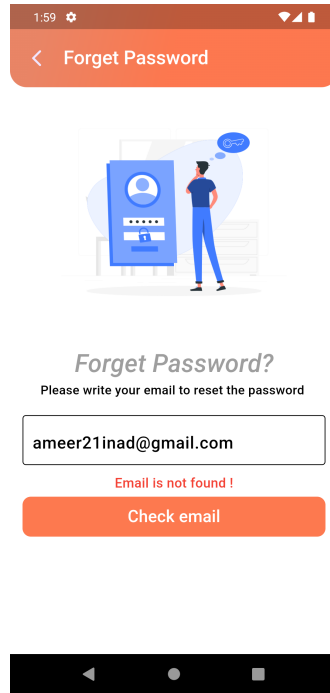 1:59
Forget Password
Forget Password?
Please write your email to reset the password
ameer21inad@gmail.com
Email is not found !
Check email